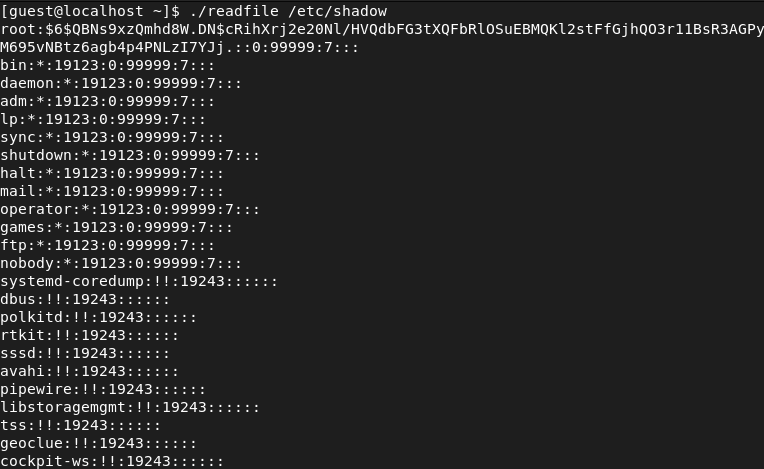 [guest@localhost ~]$ ./readfile /etc/shadow
root:$6$QBNs9xzQmhd8W.DN$cRihXrj2e20Nl/HVQdbFG3tXQFbRlOSuEBMQKl2stFfGjhQO3r11BsR3AGPy
M695vNBtz6agb4p4PNLzI7YJj.::0:99999:7:::
bin:*:19123:0:99999:7:::
daemon:*:19123:0:99999:7:::
adm:*:19123:0:99999:7:::
lp:*:19123:0:99999:7:::
sync:*:19123:0:99999:7:::
shutdown:*:19123:0:99999:7:::
halt:*:19123:0:99999:7:::
mail:*:19123:0:99999:7:::
operator:*:19123:0:99999:7:::
games:*:19123:0:99999:7:::
ftp:*:19123:0:99999:7:::
nobody:*:19123:0:99999:7:::
systemd-coredump:!!:19243::::::
dbus:!!:19243::::::
polkitd:!!:19243::::::
rtkit:!!:19243::::::
sssd:!!:19243::::::
avahi:!!:19243::::::
pipewire:!!:19243::::::
libstoragemgmt:!!:19243::::::
tss:!!:19243::::::
geoclue:!!:19243::::::
cockpit-ws:!!:19243::::::